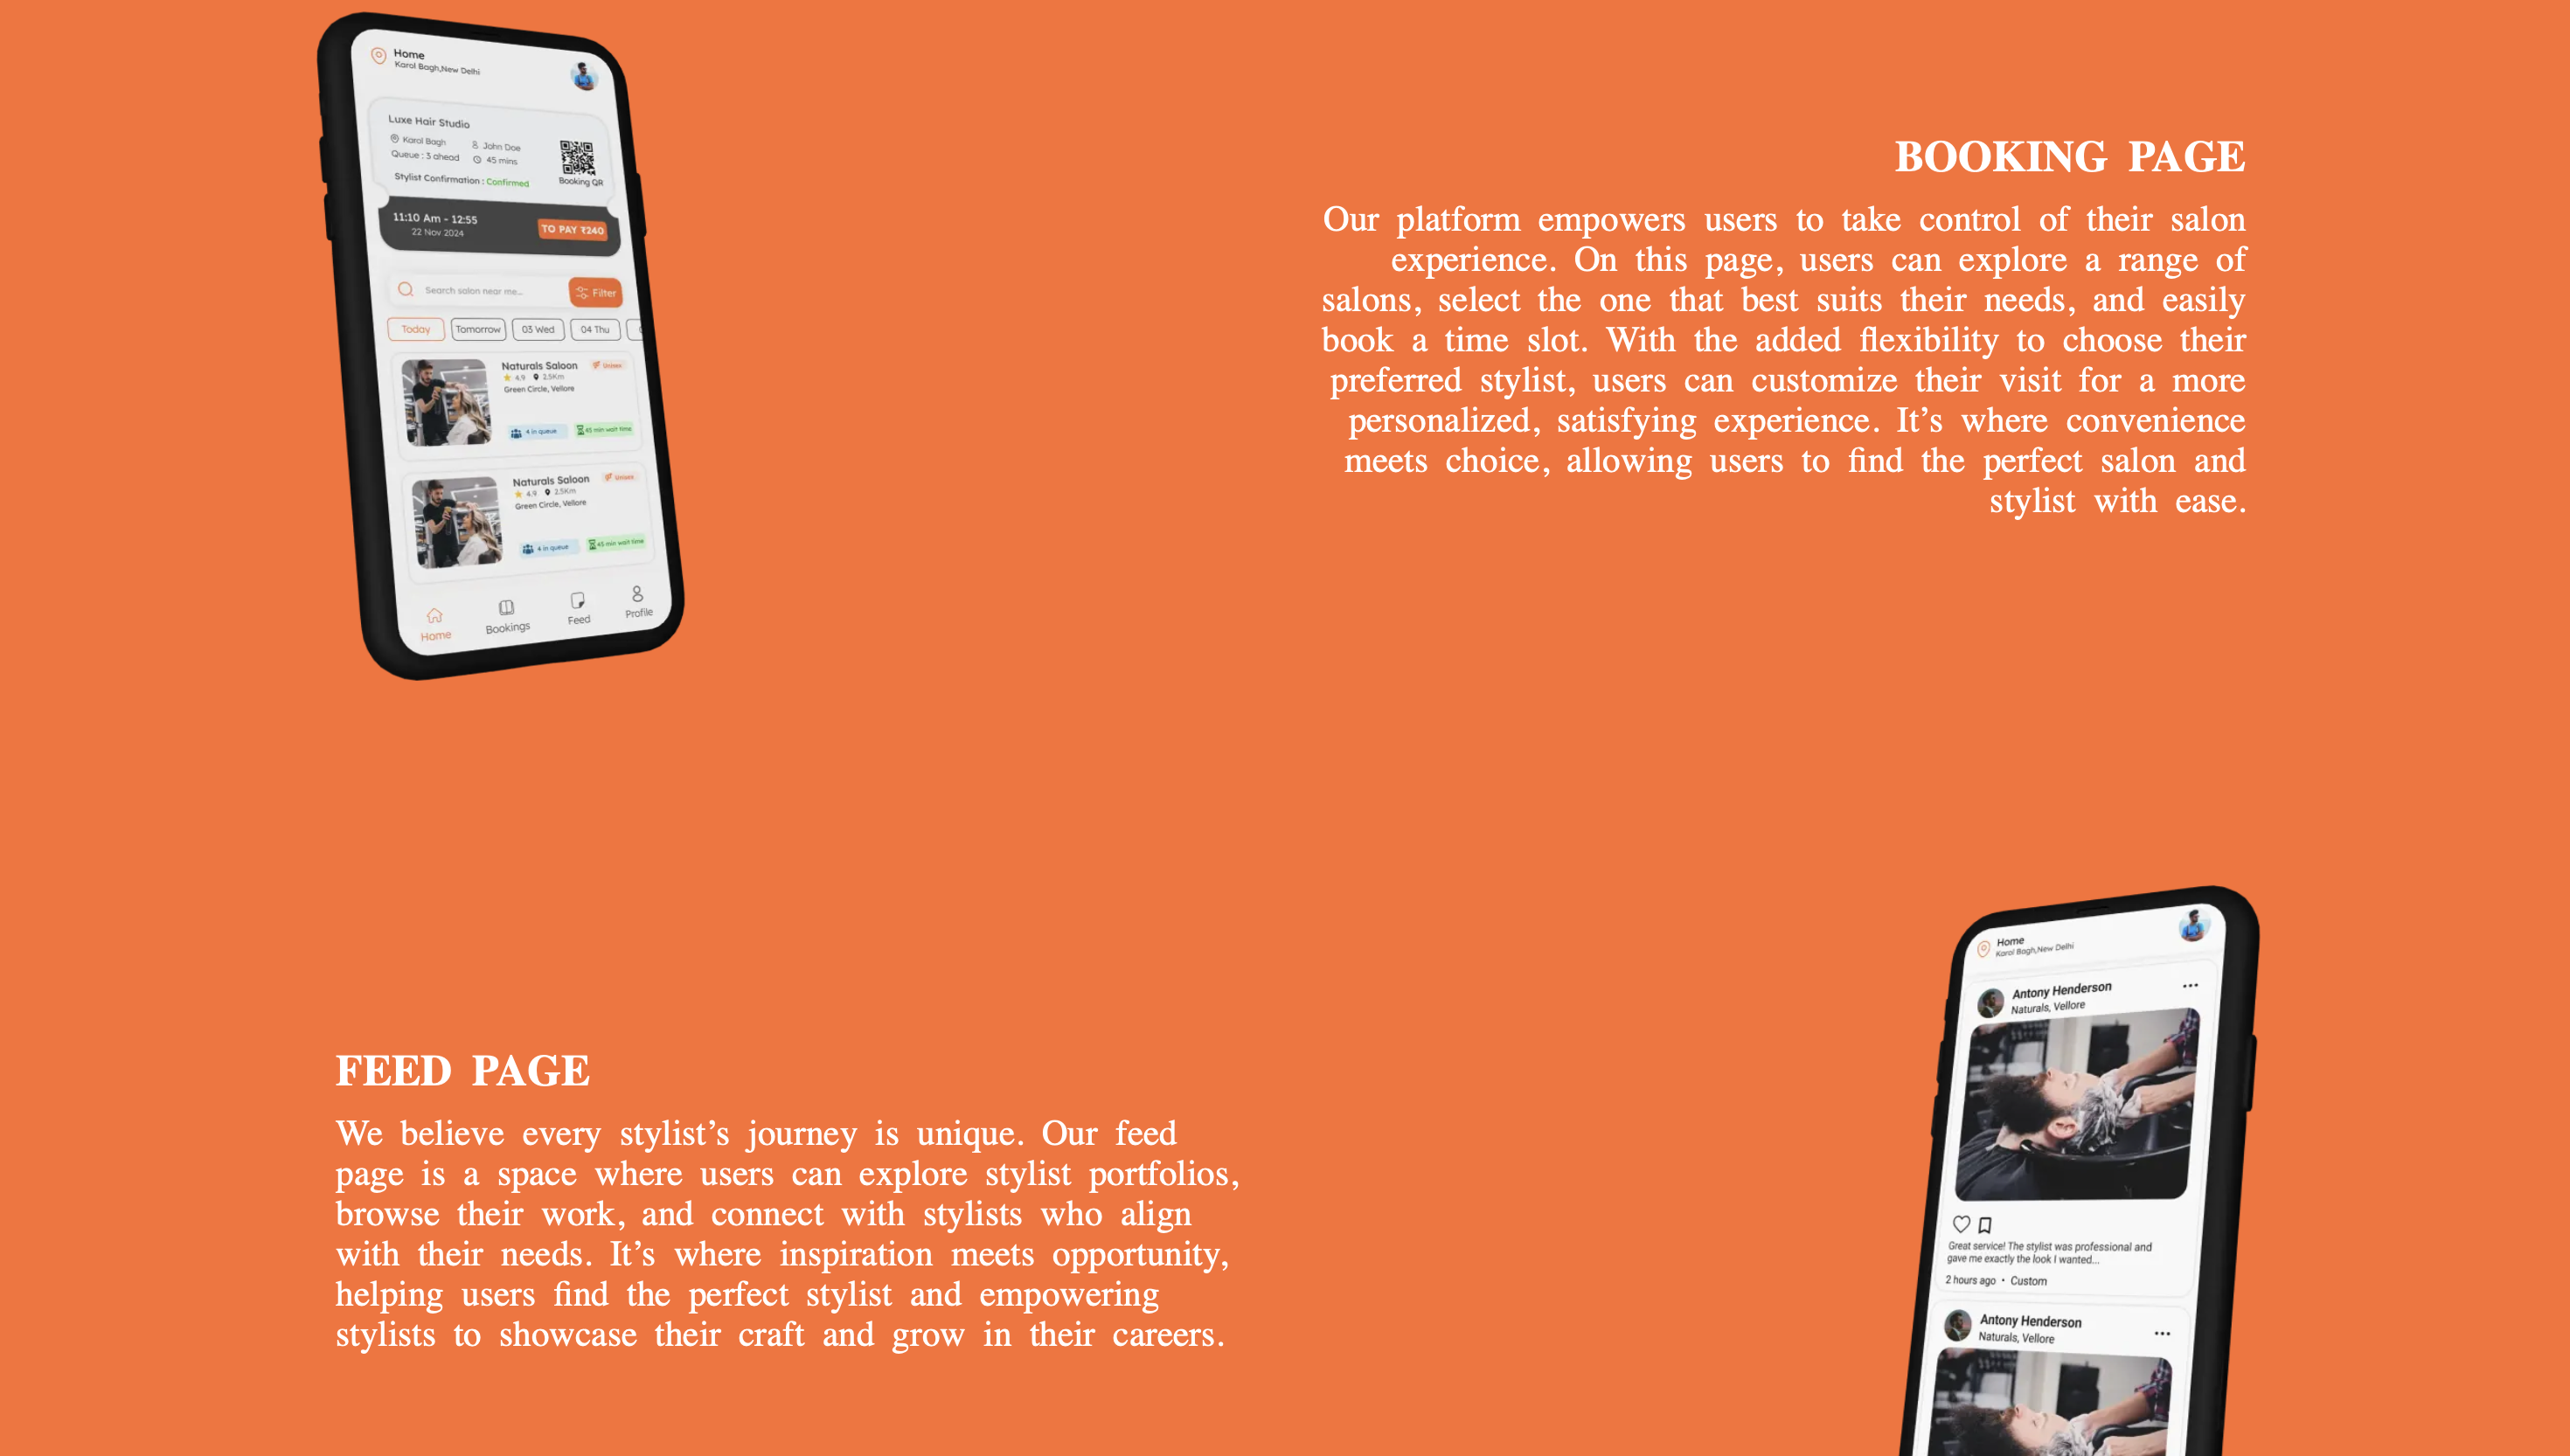 Home
Karol Bagh,New Delhi
Luxe Hair Studio
Karol Bagh John Doe
Queue : 3 ahead 45 mins
Stylist Confirmation : Confirmed
Booking QR
11:10 Am - 12:55
22 Nov 2024
TO PAY ₹240
Search salon near me...
Filter
Today Tomorrow 03 Wed 04 Thu
Naturals Saloon Unisex
4.9 2.5Km
Green Circle, Vellore
4 in queue 45 min wait time
Naturals Saloon Unisex
4.9 2.5Km
Green Circle, Vellore
4 in queue 45 min wait time
Home Bookings Feed Profile
BOOKING PAGE
Our platform empowers users to take control of their salon
experience. On this page, users can explore a range of
salons, select the one that best suits their needs, and easily
book a time slot. With the added flexibility to choose their
preferred stylist, users can customize their visit for a more
personalized, satisfying experience. It’s where convenience
meets choice, allowing users to find the perfect salon and
stylist with ease.
FEED PAGE
We believe every stylist’s journey is unique. Our feed
page is a space where users can explore stylist portfolios,
browse their work, and connect with stylists who align
with their needs. It’s where inspiration meets opportunity,
helping users find the perfect stylist and empowering
stylists to showcase their craft and grow in their careers.
Home
Karol Bagh,New Delhi
Antony Henderson
Naturals, Vellore
Great service! The stylist was professional and
gave me exactly the look I wanted...
2 hours ago • Custom
Antony Henderson
Naturals, Vellore